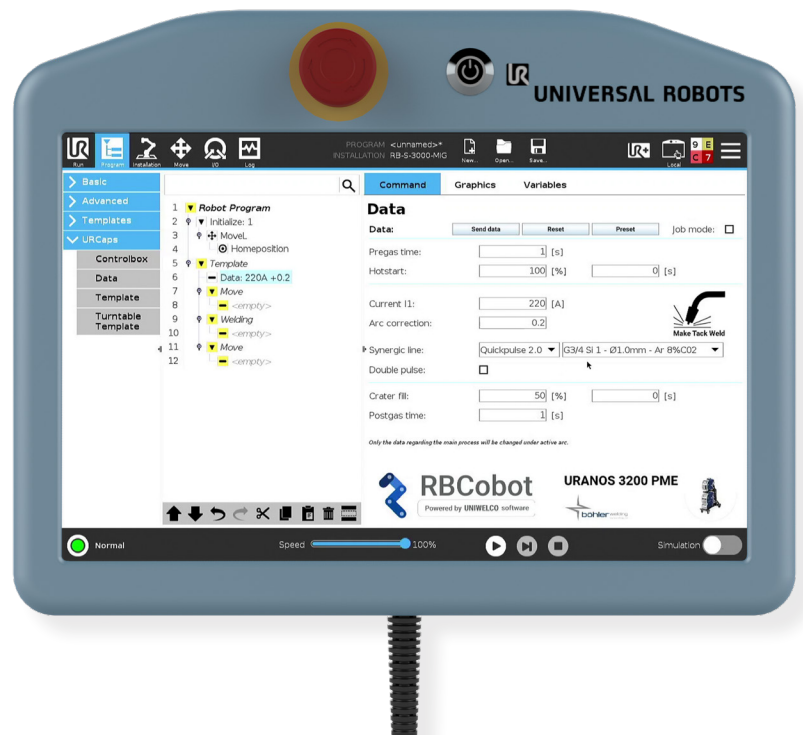 UR
UNIVERSAL ROBOTS
UR Run
Program
Installation
Move
I/O
Log
PROGRAM <unnamed>*
INSTALLATION RB-S-3000-MIG
New...
Open...
Save...
UR+
Local
9 E
C 7
Basic
Advanced
Templates
URCaps
Controlbox
Data
Template
Turntable
Template
1 Robot Program
2 Initialize: 1
3 MoveL
4 Homeposition
5 Template
6 Data: 220A +0.2
7 Move
8 <empty>
9 Welding
10 <empty>
11 Move
12 <empty>
Command Graphics Variables
Data
Data: Send data Reset Preset Job mode:
Pregas time: 1 [s]
Hotstart: 100 [%] 0 [s]
Current I1: 220 [A]
Arc correction: 0.2
Make Tack Weld
Synergic line: Quickpulse 2.0 G3/4 Si 1 - Ø1.0mm - Ar 8%C02
Double pulse:
Crater fill: 50 [%] 0 [s]
Postgas time: 1 [s]
Only the data regarding the main process will be changed under active arc.
RBCobot
Powered by UNIWELCO software
URANOS 3200 PME
böhler welding
Normal
Speed 100%
Simulation